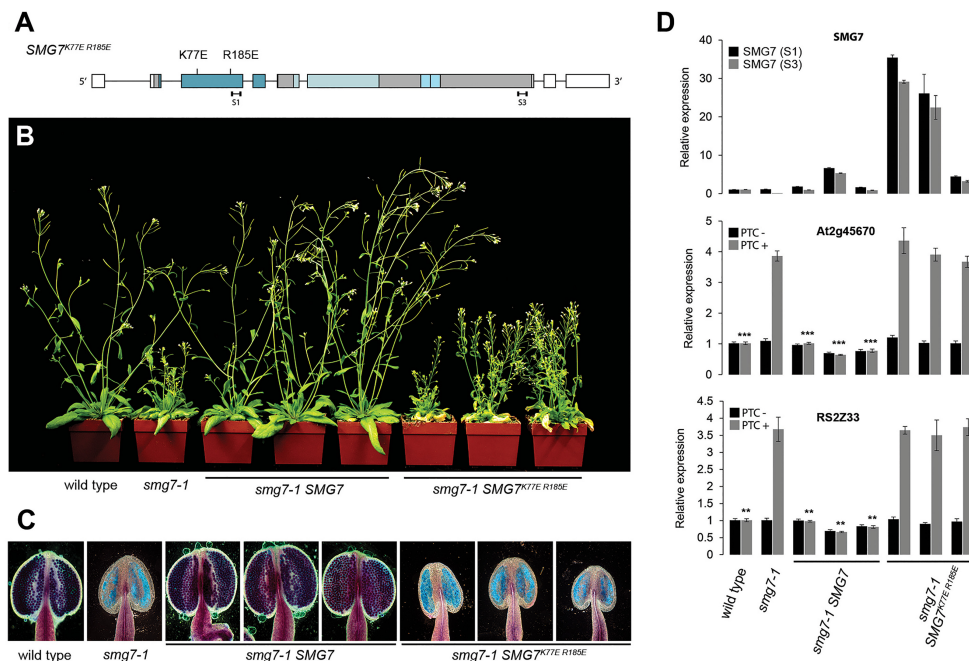 A
SMG7K77E R185E
K77E R185E
5′ 3′
S1 S3
B
wild type smg7-1 smg7-1 SMG7 smg7-1 SMG7K77E R185E
C
wild type smg7-1 smg7-1 SMG7 smg7-1 SMG7K77E R185E
D
SMG7
SMG7 (S1)
SMG7 (S3)
Relative expression
40
30
20
10
0
At2g45670
PTC -
PTC +
Relative expression
5
4
3
2
1
0
*** *** *** ***
RS2Z33
PTC -
PTC +
Relative expression
4.5
4
3.5
3
2.5
2
1.5
1
0.5
0
** ** ** **
wild type
smg7-1
smg7-1 SMG7
smg7-1
SMG7K77E R185E